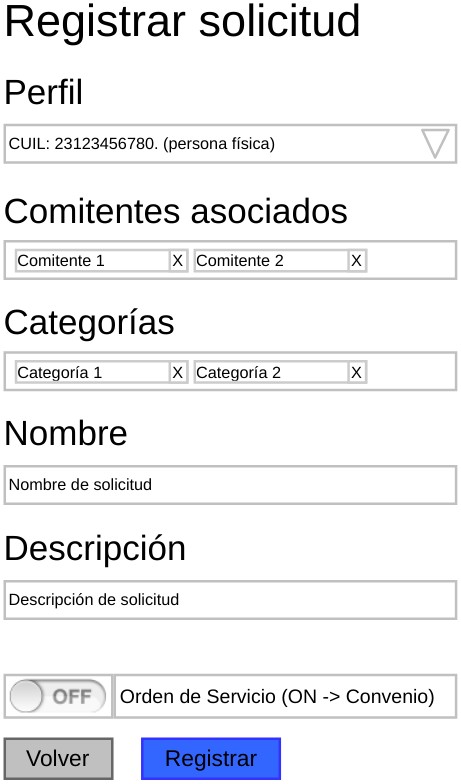 Registrar solicitud
Perfil
CUIL: 23123456780. (persona física)
Comitentes asociados
Comitente 1 X Comitente 2 X
Categorías
Categoría 1 X Categoría 2 X
Nombre
Nombre de solicitud
Descripción
Descripción de solicitud
OFF Orden de Servicio (ON -> Convenio)
Volver Registrar